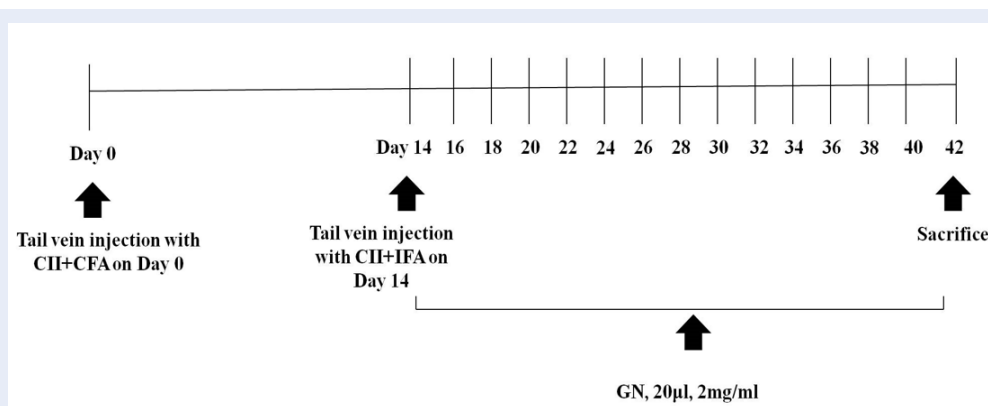 Day 0
Day 14 16 18 20 22 24 26 28 30 32 34 36 38 40 42
Tail vein injection with
CII+CFA on Day 0
Tail vein injection
with CII+IFA on
Day 14
Sacrifice
GN, 20µl, 2mg/ml